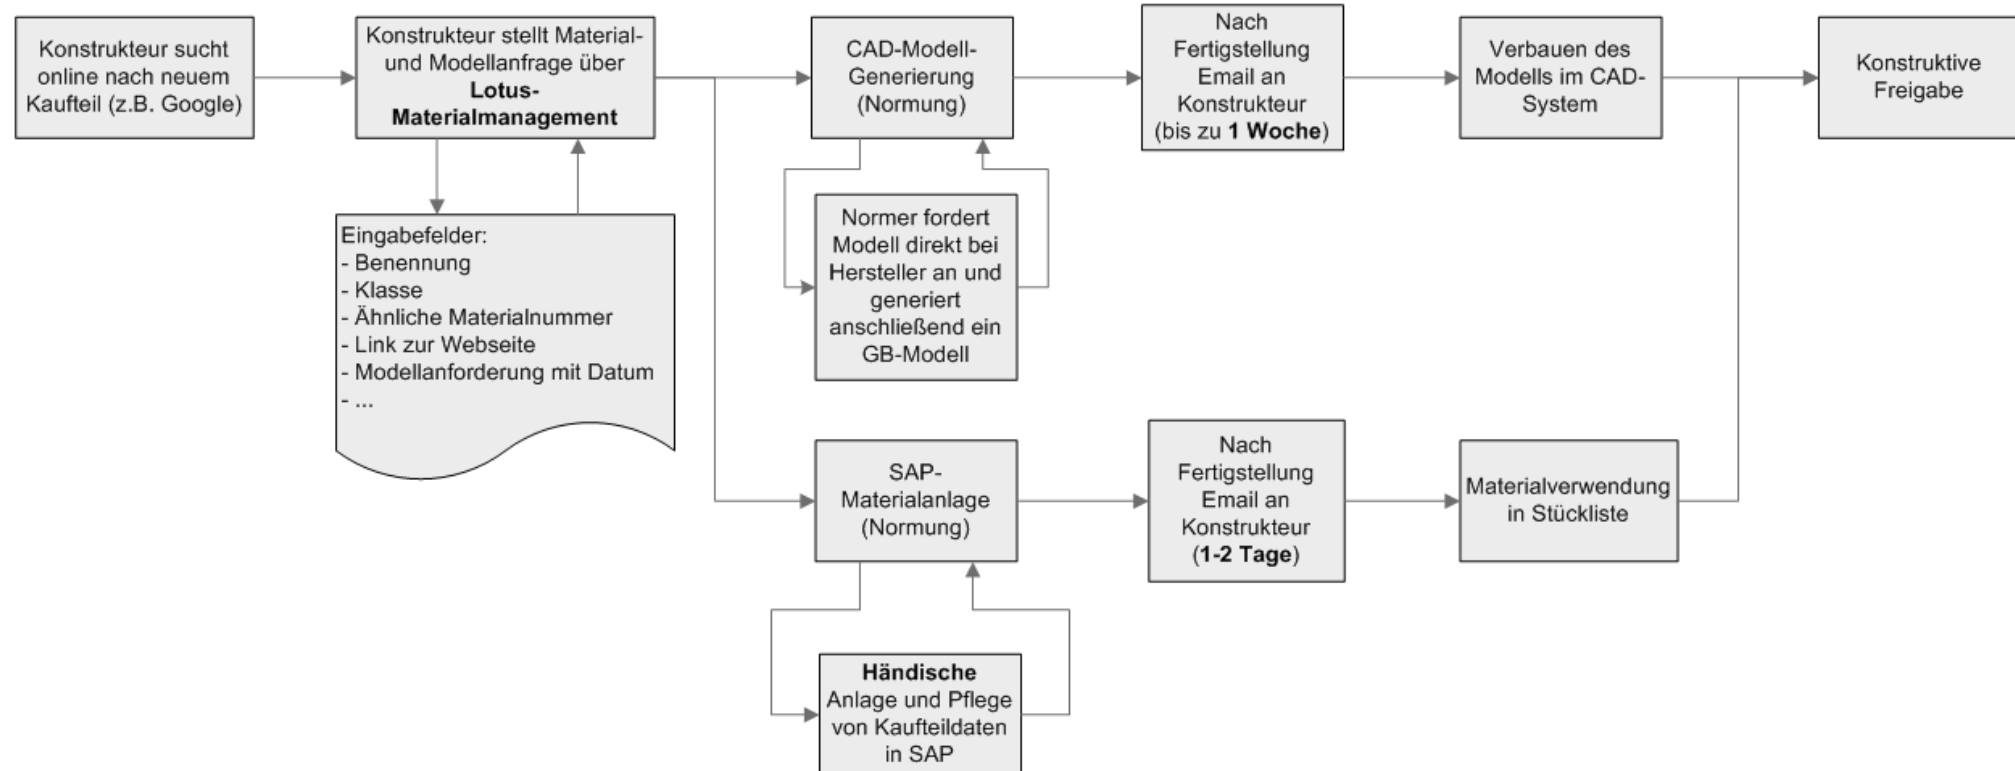 Konstrukteur sucht
online nach neuem
Kaufteil (z.B. Google)
Konstrukteur stellt Material-
und Modellanfrage über
Lotus-
Materialmanagement
CAD-Modell-
Generierung
(Normung)
Nach
Fertigstellung
Email an
Konstrukteur
(bis zu 1 Woche)
Verbauen des
Modells im CAD-
System
Konstruktive
Freigabe
Eingabefelder:
- Benennung
- Klasse
- Ähnliche Materialnummer
- Link zur Webseite
- Modellanforderung mit Datum
- ...
Normer fordert
Modell direkt bei
Hersteller an und
generiert
anschließend ein
GB-Modell
SAP-
Materialanlage
(Normung)
Nach
Fertigstellung
Email an
Konstrukteur
(1-2 Tage)
Materialverwendung
in Stückliste
Händische
Anlage und Pflege
von Kaufteildaten
in SAP